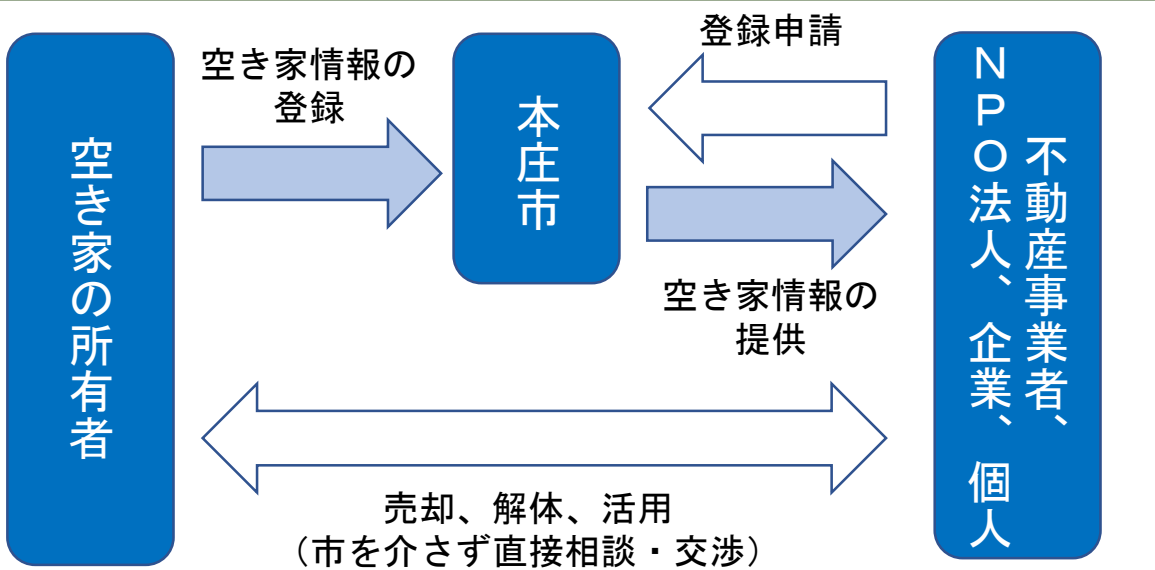 空き家の所有者
空き家情報の
登録
本庄市
登録申請
空き家情報の
提供
不動産事業者、
ＮＰＯ法人、企業、個人
売却、解体、活用
（市を介さず直接相談・交渉）